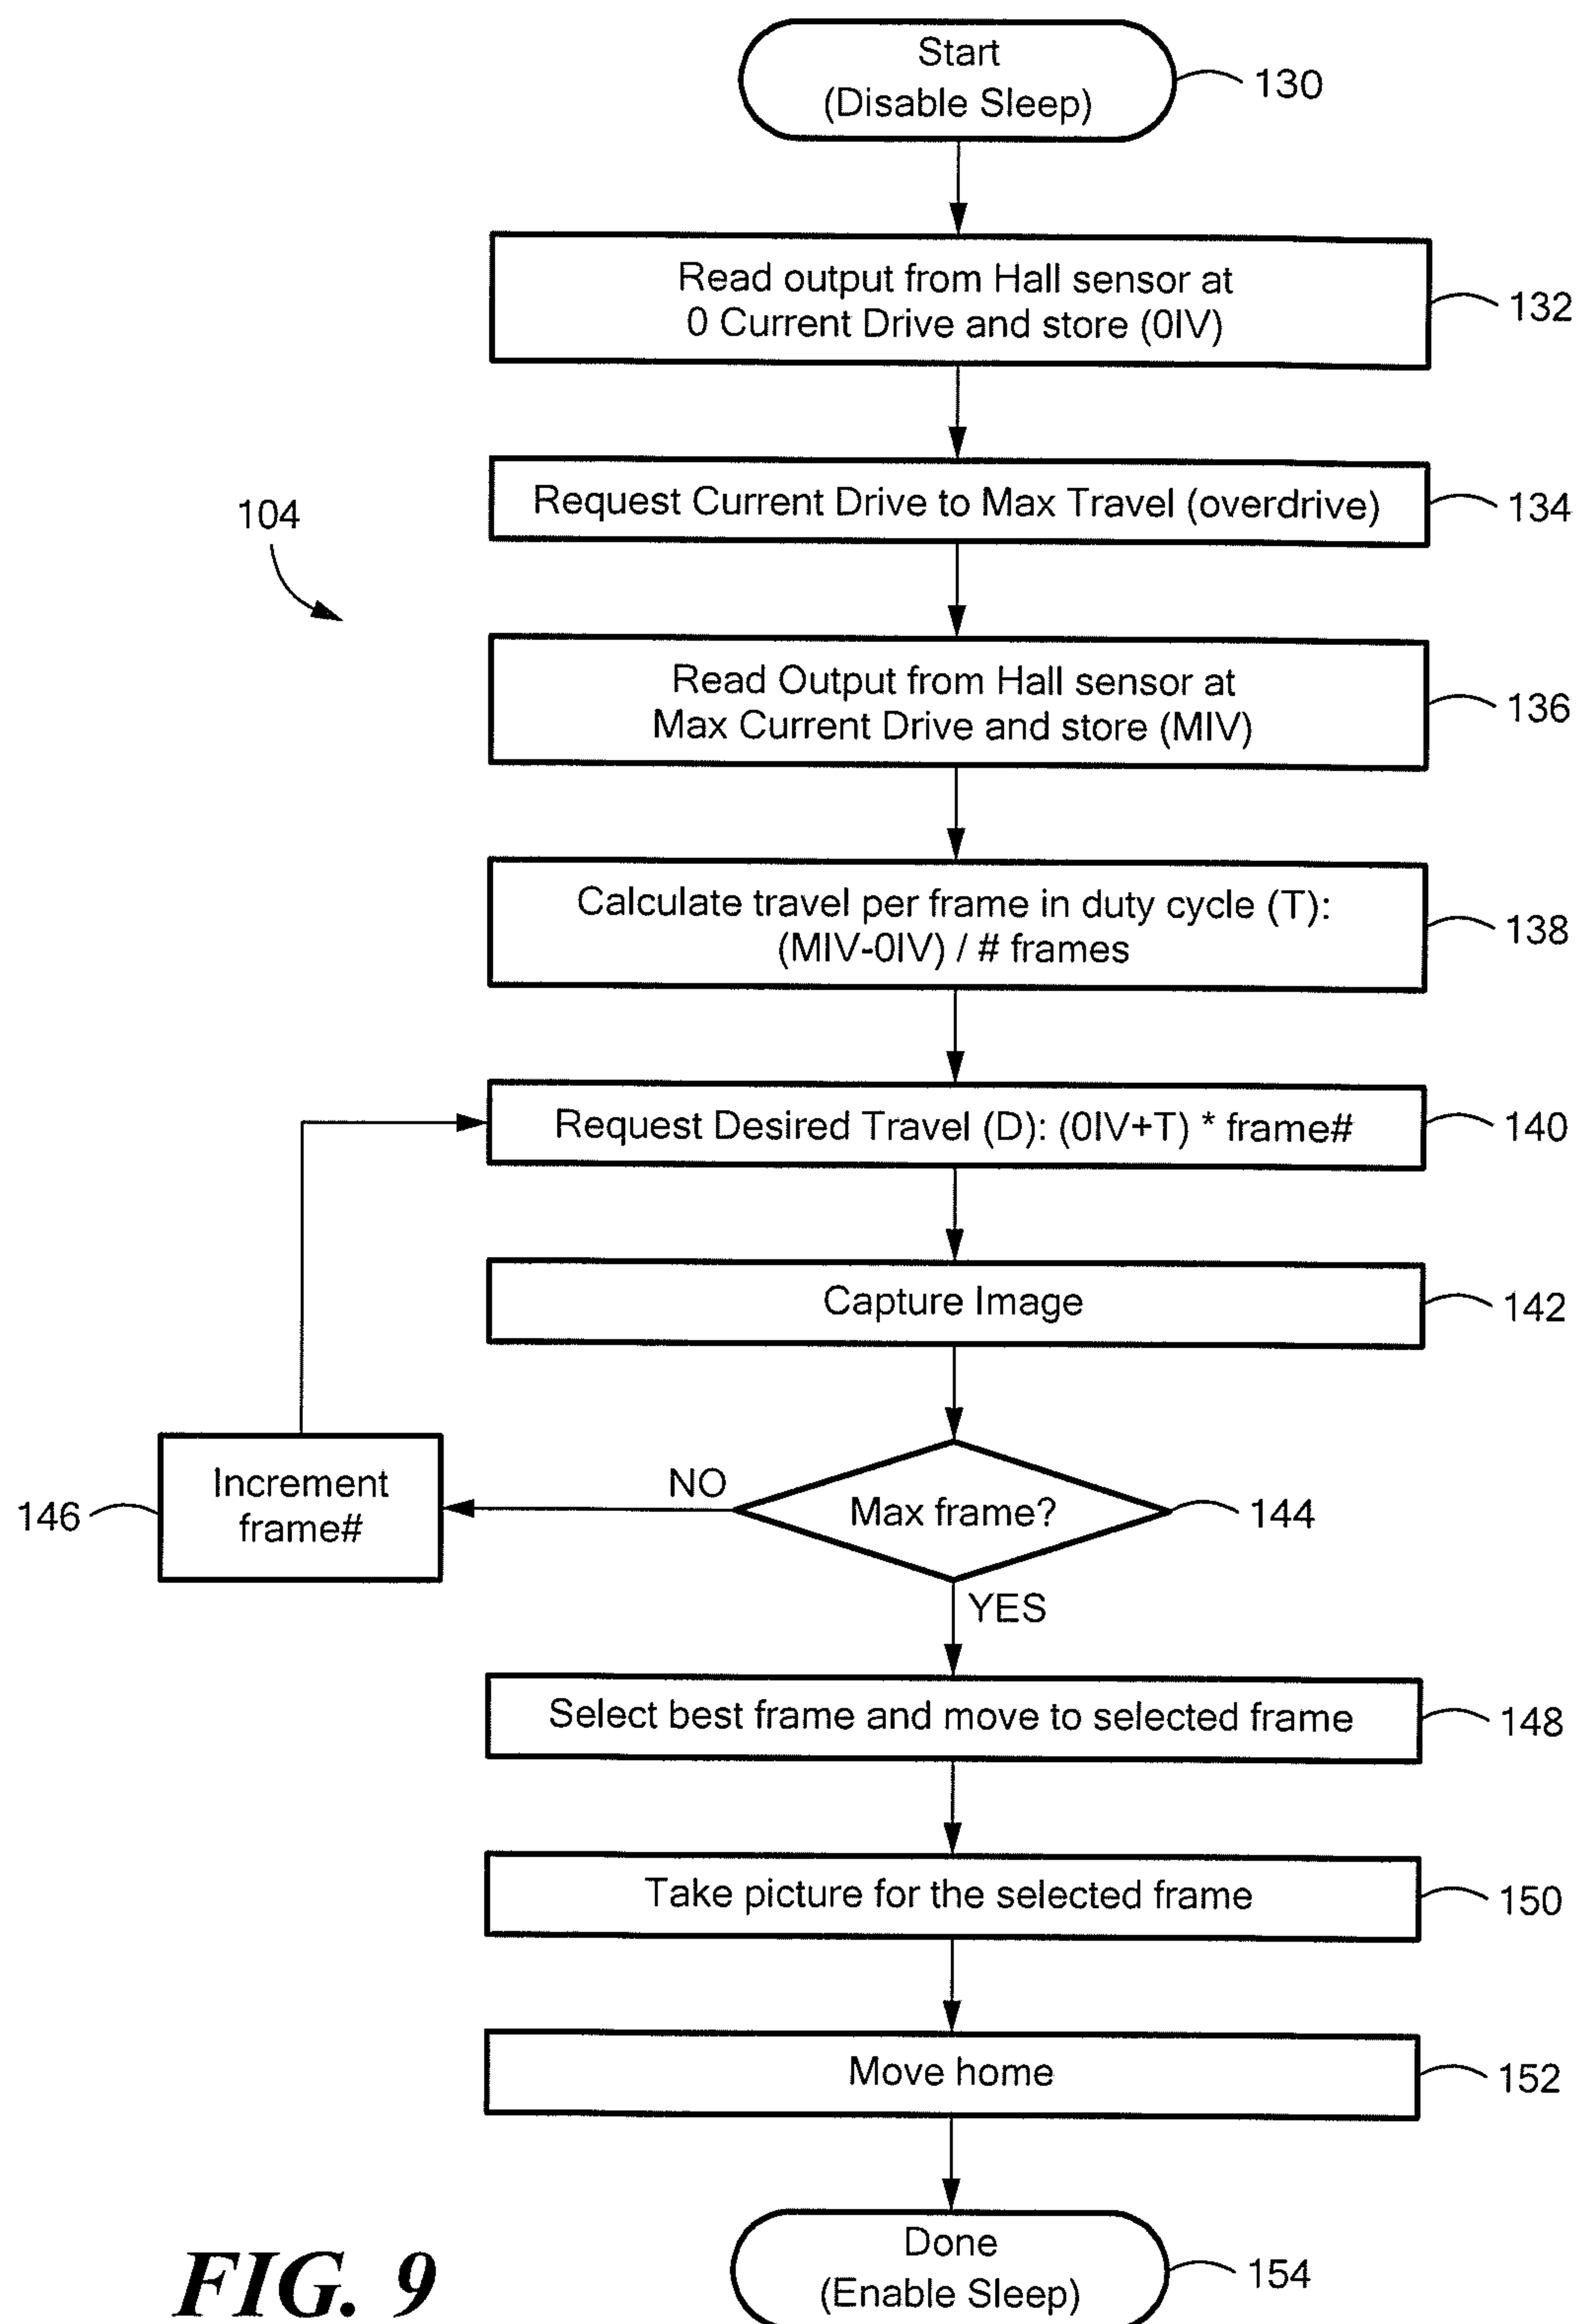 Start
(Disable Sleep)
130
Read output from Hall sensor at
0 Current Drive and store (0IV)
132
Request Current Drive to Max Travel (overdrive)
134
104
Read Output from Hall sensor at
Max Current Drive and store (MIV)
136
Calculate travel per frame in duty cycle (T):
(MIV-0IV) / # frames
138
Request Desired Travel (D): (0IV+T) * frame#
140
Capture Image
142
Max frame?
144
NO
Increment
frame#
146
YES
Select best frame and move to selected frame
148
Take picture for the selected frame
150
Move home
152
Done
(Enable Sleep)
154
FIG. 9